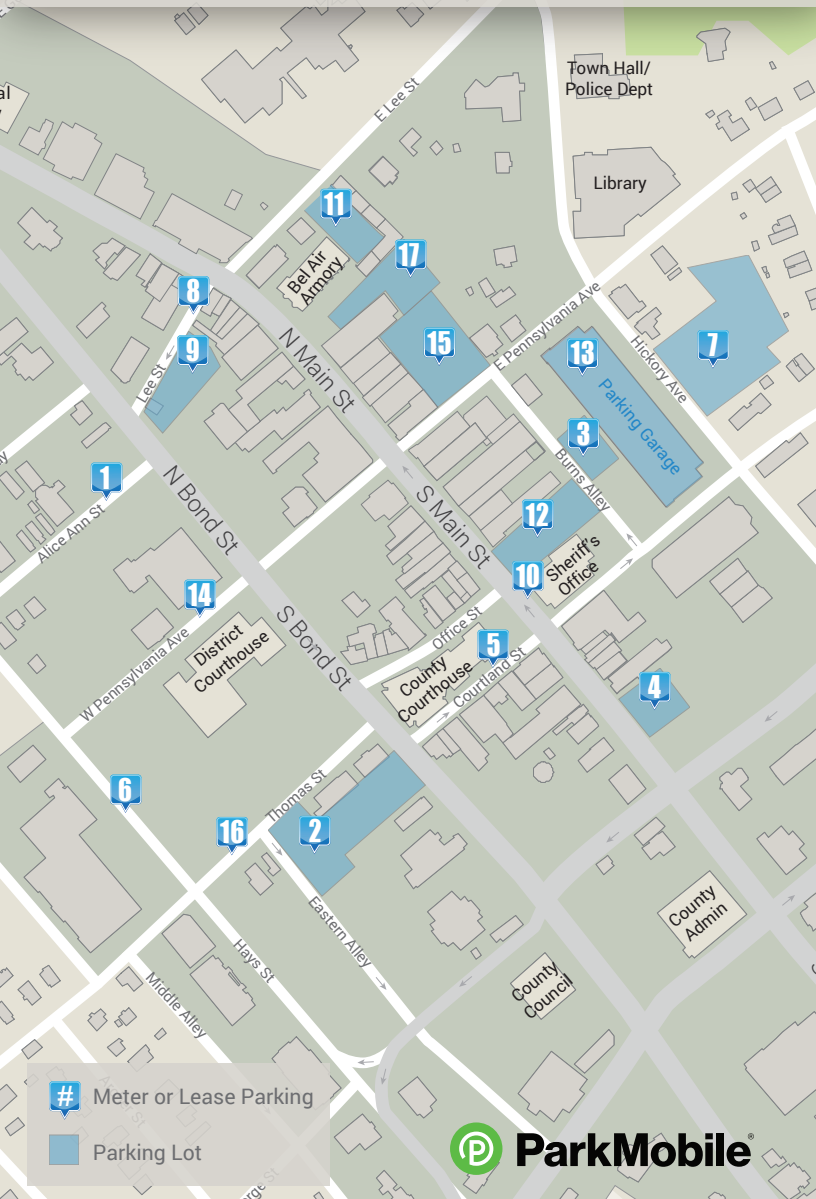 al
Town Hall/
Police Dept
E Lee St
Library
11
17
Bel Air
Armory
8
15
E Pennsylvania Ave
9
N Main St
13
Hickory Ave
7
Lee St
Parking Garage
3
Burns Alley
1
N Bond St
S Main St
12
Alice Ann St
10
Sheriff's
Office
14
S Bond St
Office St
5
District
Courthouse
W Pennsylvania Ave
County
Courthouse
Courtland St
4
6
Thomas St
16
2
Eastern Alley
County
Admin
Hays St
County
Council
Middle Alley
# Meter or Lease Parking
Parking Lot
ParkMobile®